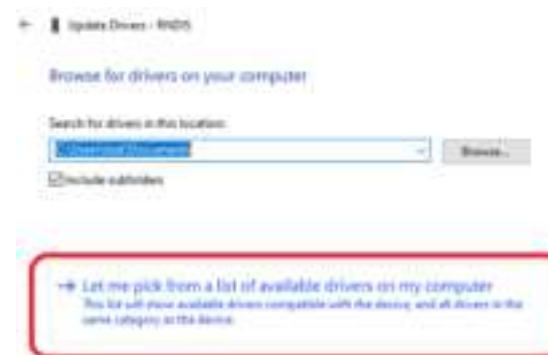 Update Drivers - RNDIS
Browse for drivers on your computer
Search for drivers in this location:
Browse...
Include subfolders
Let me pick from a list of available drivers on my computer
This list will show available drivers compatible with the device, and all drivers in the
same category as the device.